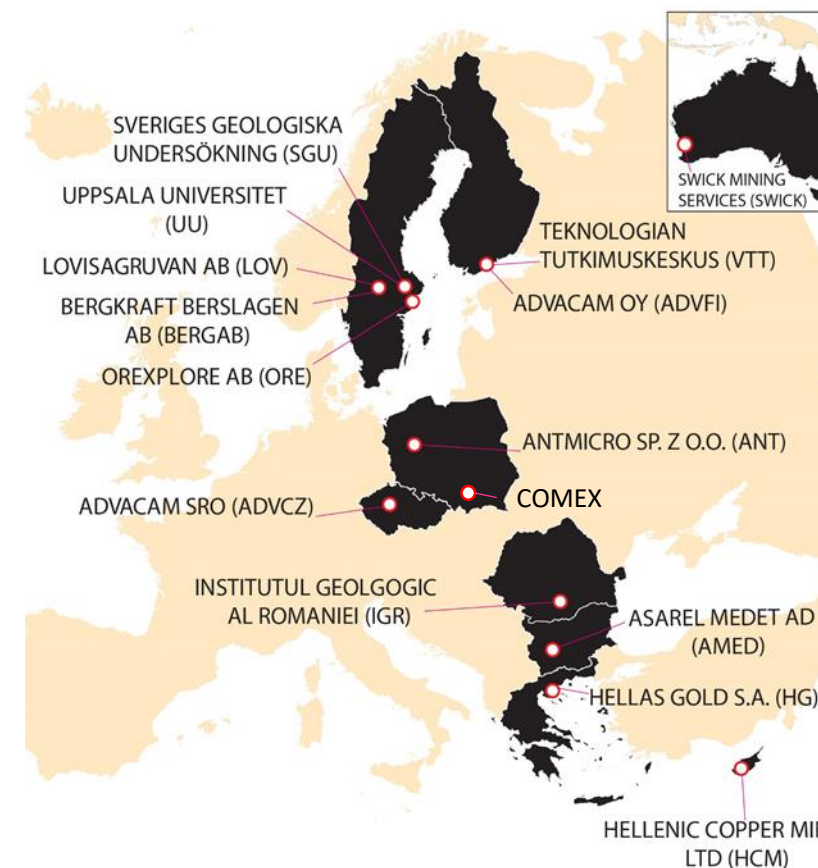 SVERIGES GEOLOGISKA
UNDERSÖKNING (SGU)
UPPSALA UNIVERSITET
(UU)
LOVISAGRUVAN AB (LOV)
BERGKRAFT BERSLAGEN
AB (BERGAB)
OREXPLORE AB (ORE)
SWICK MINING
SERVICES (SWICK)
TEKNOLOGIAN
TUTKIMUSKESKUS (VTT)
ADVACAM OY (ADVFI)
ANTMICRO SP. Z O.O. (ANT)
COMEX
ADVACAM SRO (ADVCZ)
INSTITUTUL GEOLGOGIC
AL ROMANIEI (IGR)
ASAREL MEDET AD
(AMED)
HELLAS GOLD S.A. (HG)
HELLENIC COPPER
LTD (HCM)